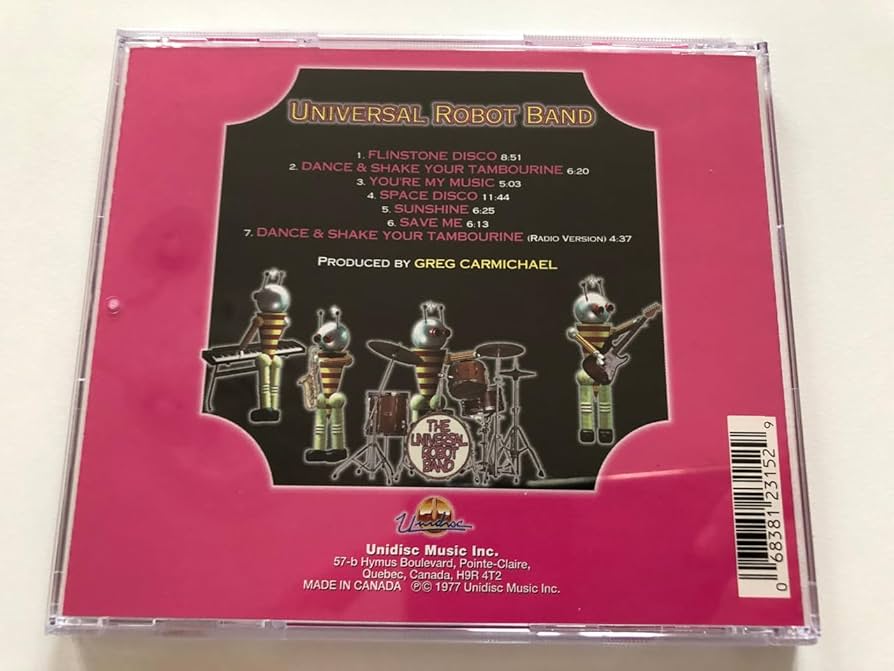 UNIVERSAL ROBOT BAND
1. FLINSTONE DISCO 8:51
2. DANCE & SHAKE YOUR TAMBOURINE 6:20
3. YOU'RE MY MUSIC 5:03
4. SPACE DISCO 11:44
5. SUNSHINE 6:25
6. SAVE ME 6:13
7. DANCE & SHAKE YOUR TAMBOURINE (RADIO VERSION) 4:37
PRODUCED BY GREG CARMICHAEL
THE
UNIVERSAL
ROBOT
BAND
Unidisc
Unidisc Music Inc.
57-b Hymus Boulevard, Pointe-Claire,
Quebec, Canada, H9R 4T2
MADE IN CANADA ℗© 1977 Unidisc Music Inc.
0 68381 23152 9